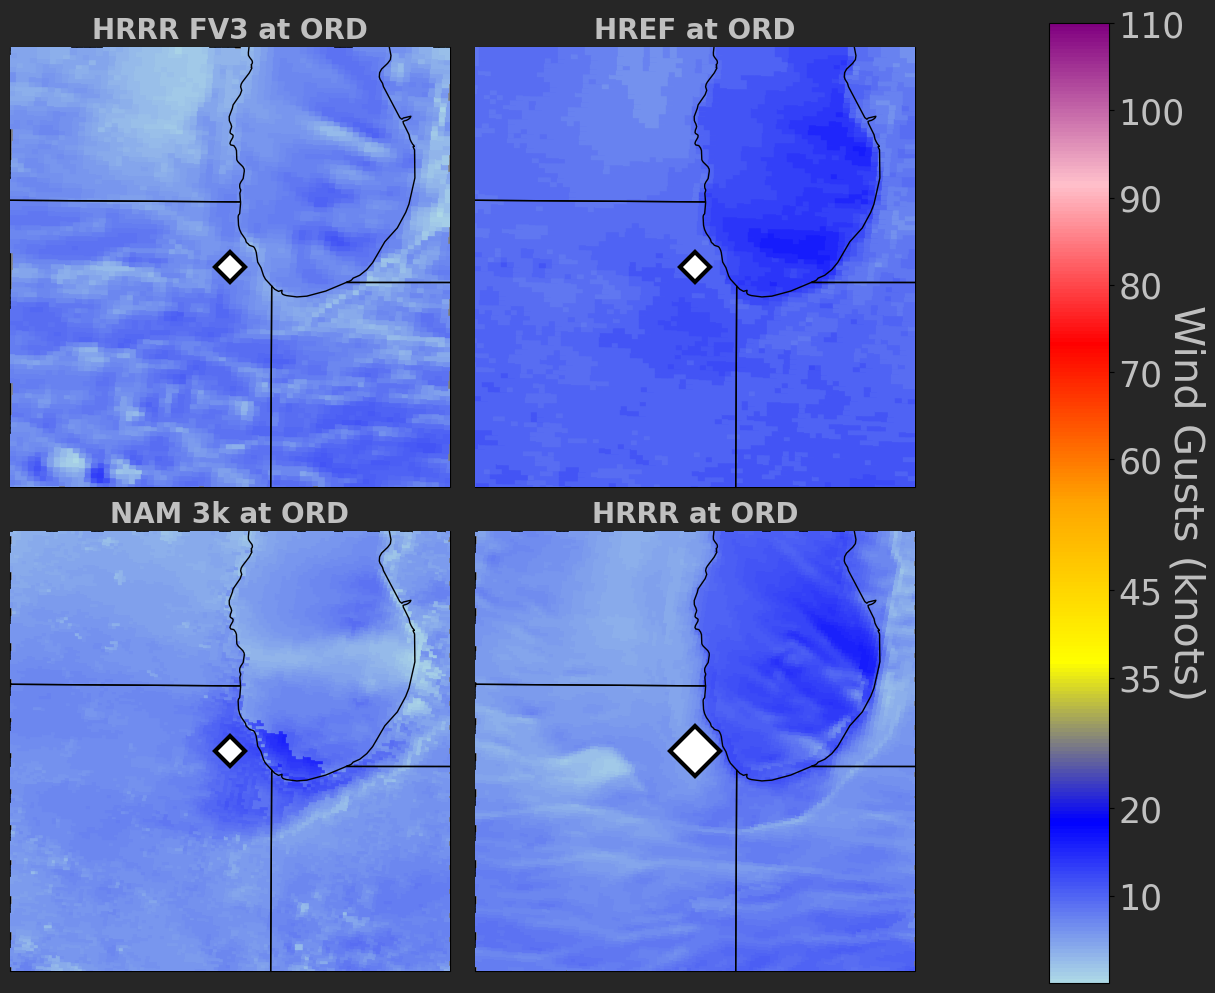 HRRR FV3 at ORD
HREF at ORD
NAM 3k at ORD
HRRR at ORD
110
100
90
80
70
60
45
35
20
10
Wind Gusts (knots)